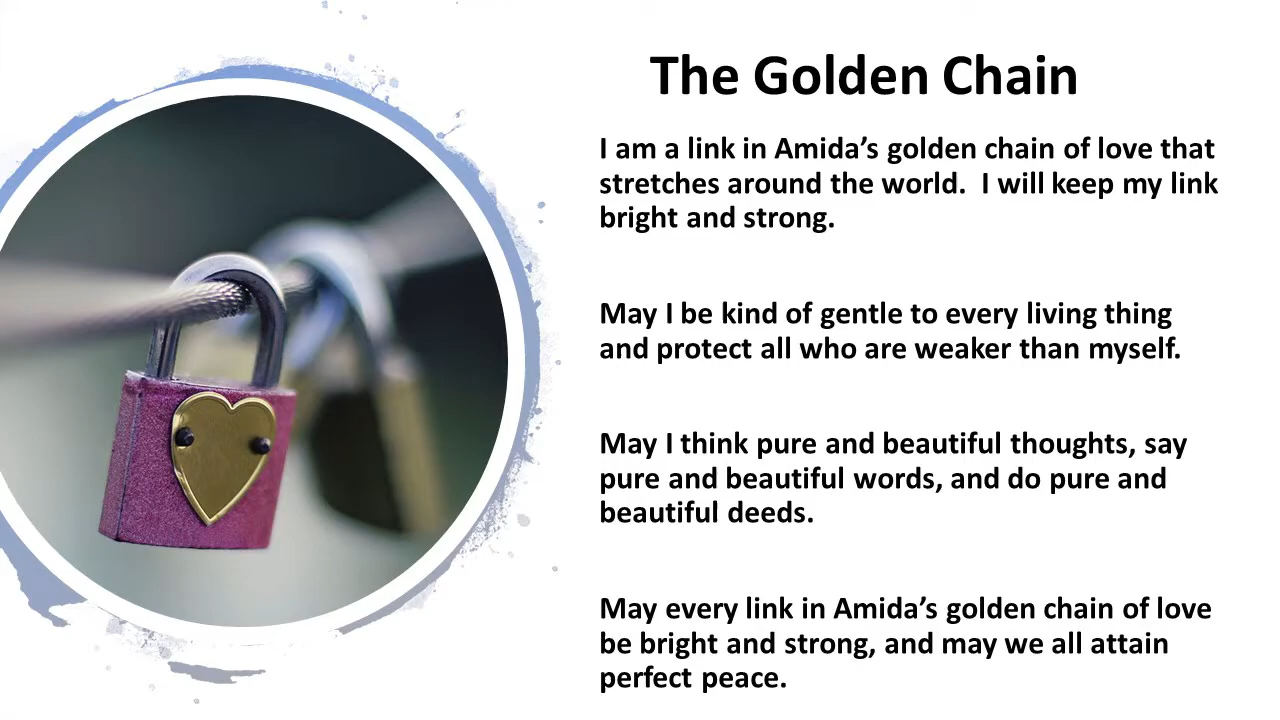 The Golden Chain
I am a link in Amida’s golden chain of love that
stretches around the world.  I will keep my link
bright and strong.
May I be kind of gentle to every living thing
and protect all who are weaker than myself.
May I think pure and beautiful thoughts, say
pure and beautiful words, and do pure and
beautiful deeds.
May every link in Amida’s golden chain of love
be bright and strong, and may we all attain
perfect peace.